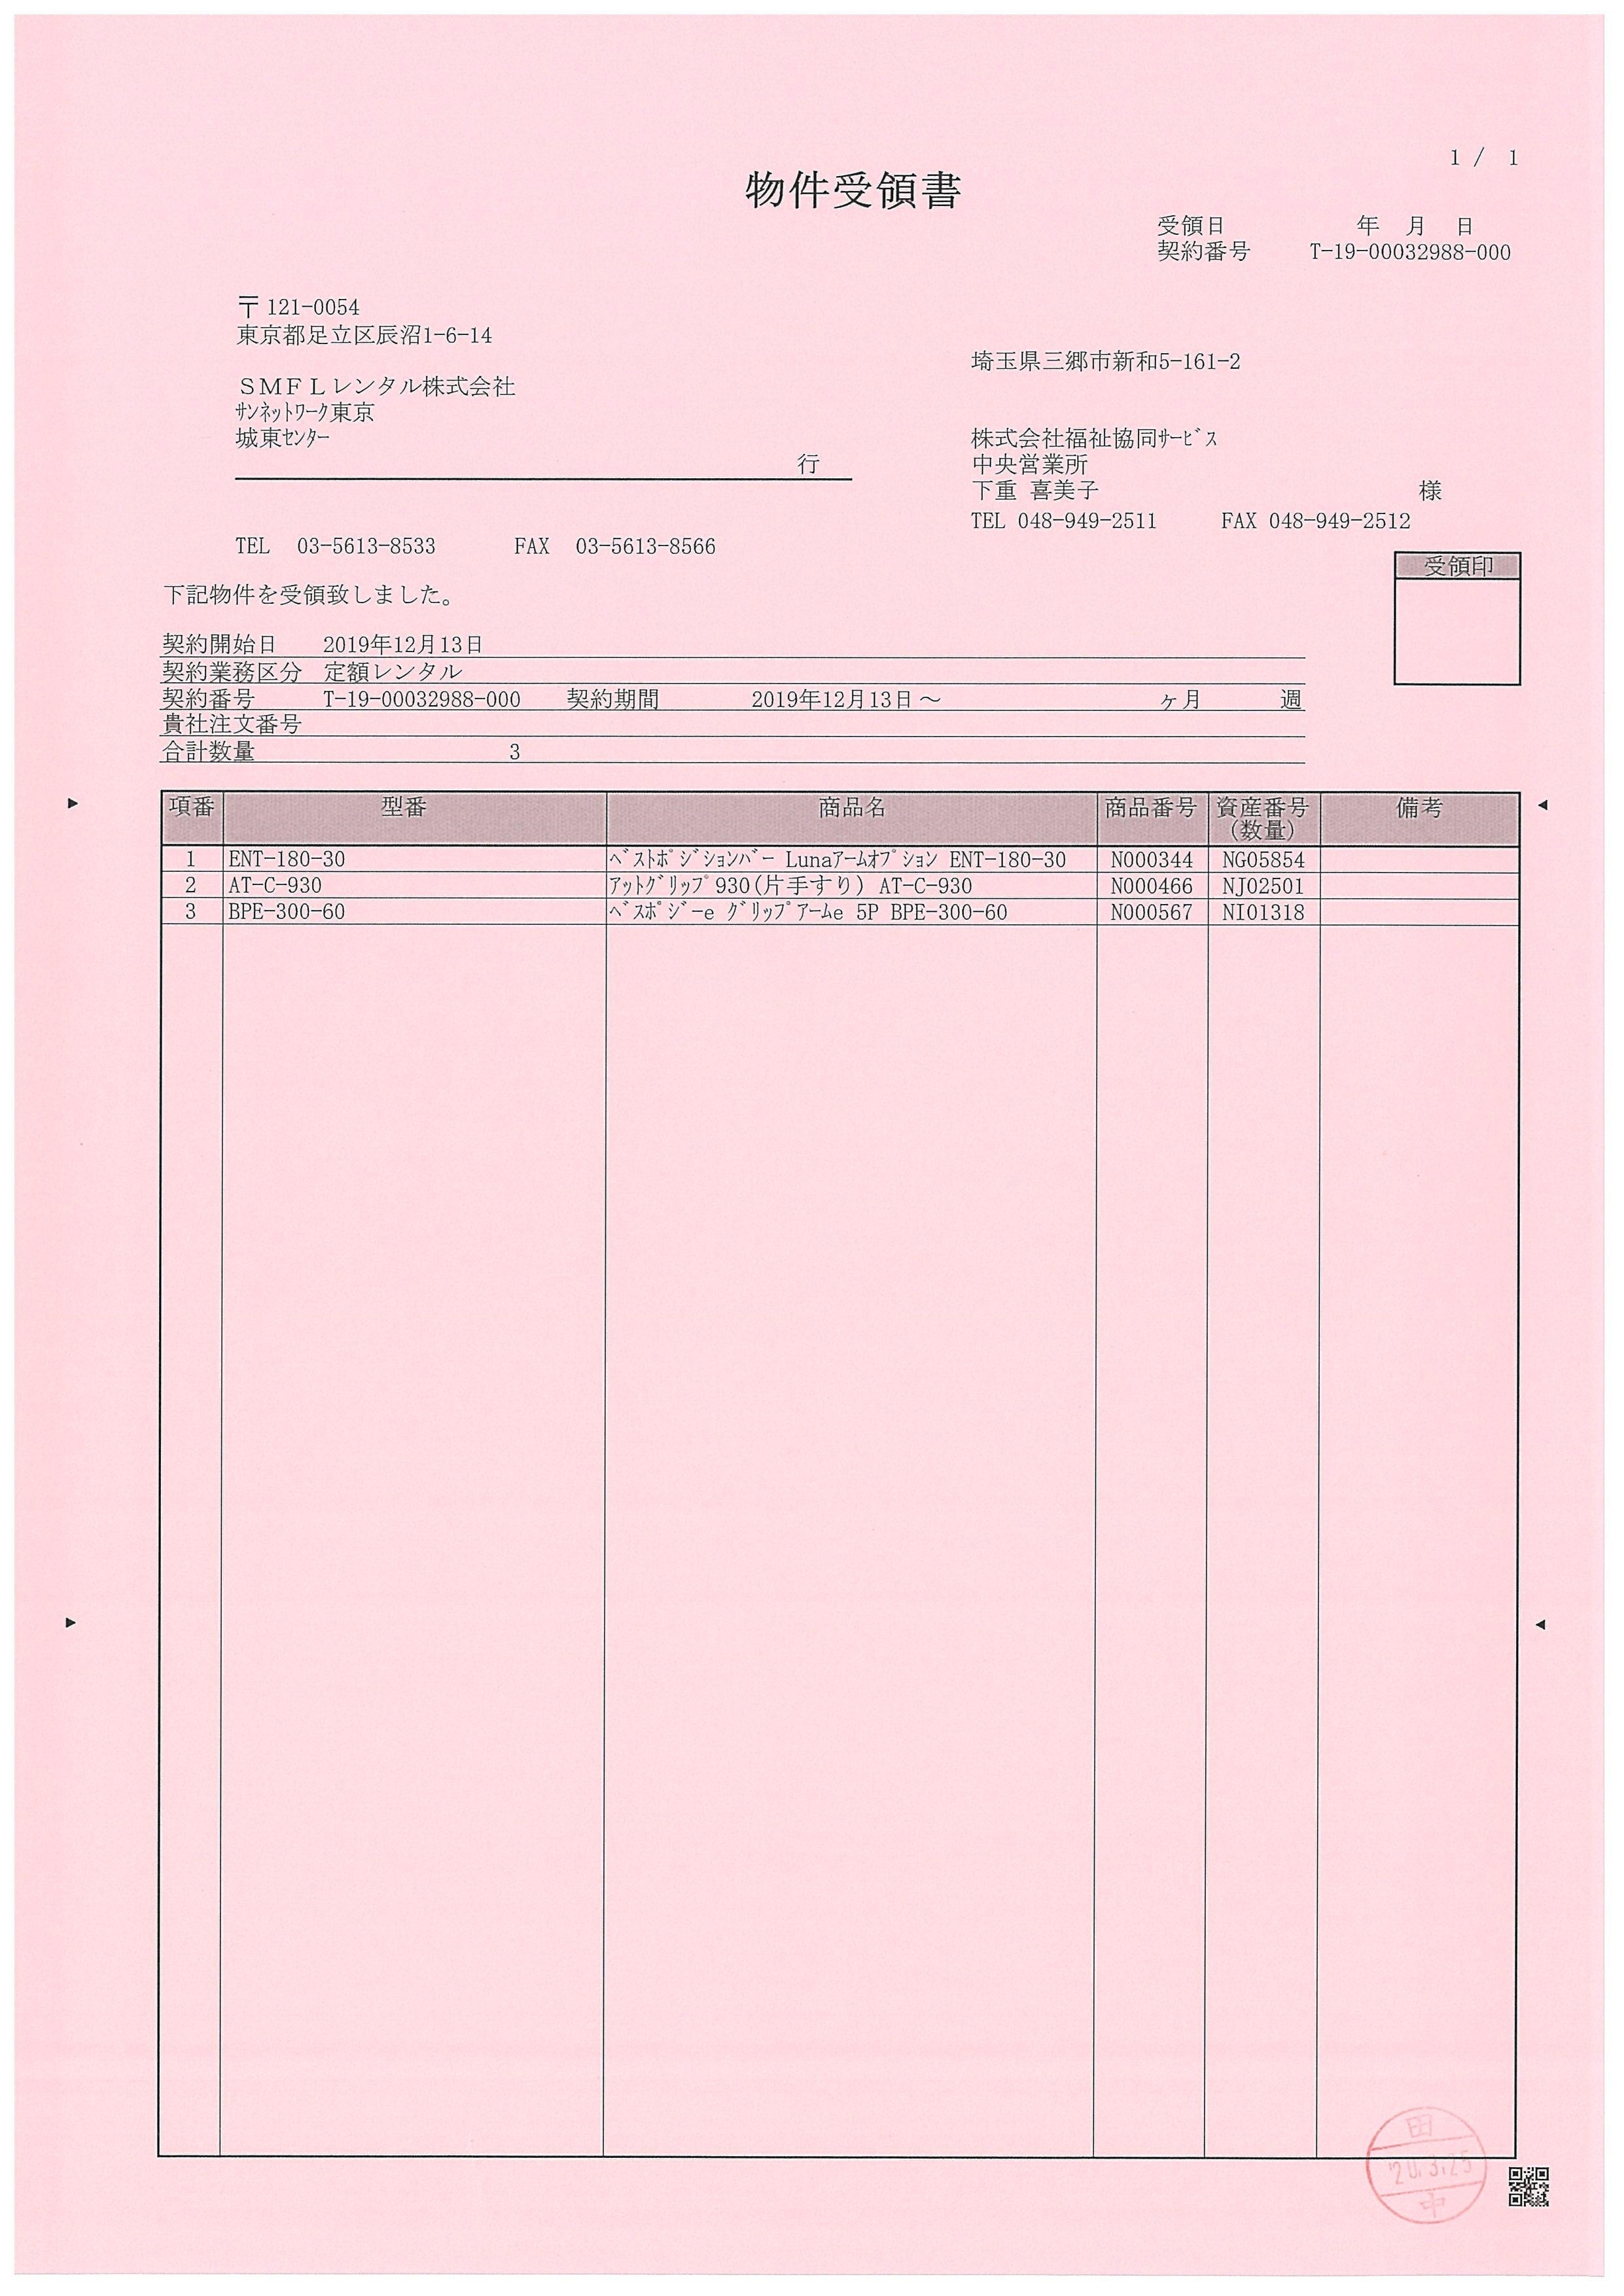 1 / 1
物件受領書
受領日 年 月 日
契約番号 T-19-00032988-000
〒121-0054
東京都足立区辰沼1-6-14
埼玉県三郷市新和5-161-2
ＳＭＦＬレンタル株式会社
ｻﾝﾈｯﾄﾜｰｸ東京
城東ｾﾝﾀｰ
行
株式会社福祉協同ｻｰﾋﾞｽ
中央営業所
下重 喜美子 様
TEL 048-949-2511 FAX 048-949-2512
TEL 03-5613-8533 FAX 03-5613-8566
受領印
下記物件を受領致しました。
契約開始日 2019年12月13日
契約業務区分 定額レンタル
契約番号 T-19-00032988-000 契約期間 2019年12月13日～ ヶ月 週
貴社注文番号
合計数量 3
項番 型番 商品名 商品番号 資産番号(数量) 備考
1 ENT-180-30 ﾍﾞｽﾄﾎﾟｼﾞｼｮﾝﾊﾞｰ Lunaｱｰﾑｵﾌﾟｼｮﾝ ENT-180-30 N000344 NG05854
2 AT-C-930 ｱｯﾄｸﾞﾘｯﾌﾟ930(片手すり) AT-C-930 N000466 NJ02501
3 BPE-300-60 ﾍﾞｽﾎﾟｼﾞｰe ｸﾞﾘｯﾌﾟｱｰﾑe 5P BPE-300-60 N000567 NI01318
田
'20.3.25
中